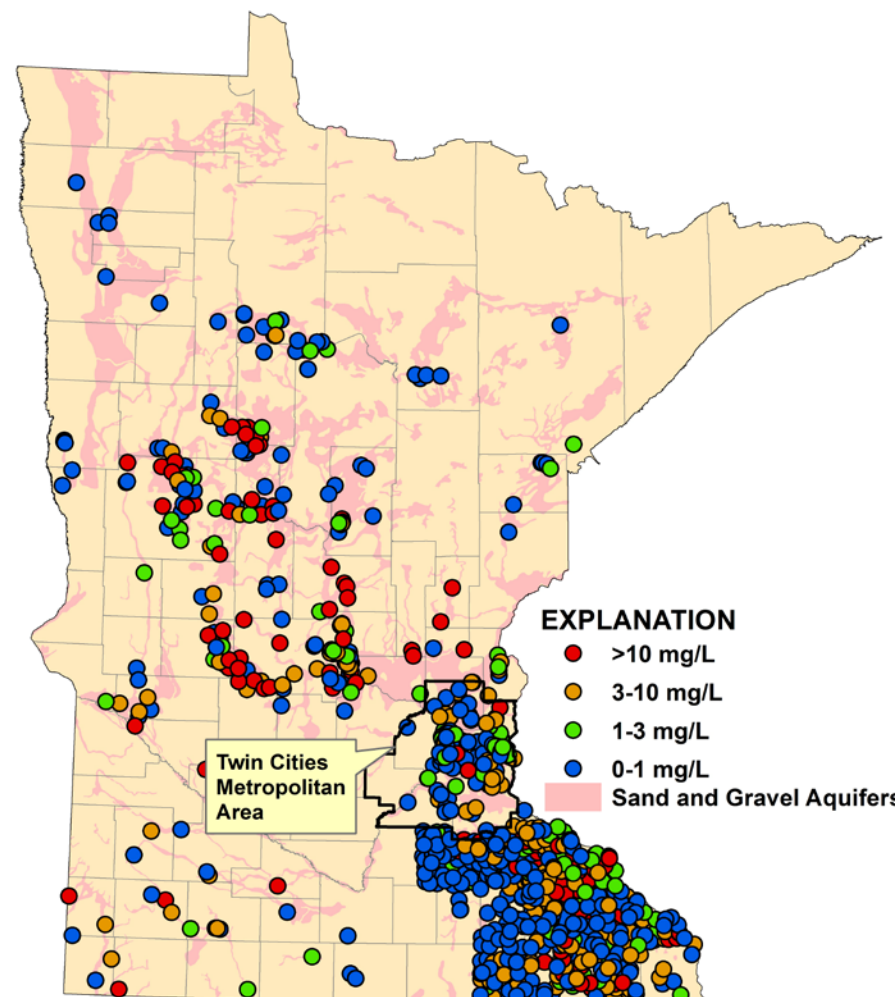 EXPLANATION
>10 mg/L
3-10 mg/L
1-3 mg/L
0-1 mg/L
Sand and Gravel Aquifers
Twin Cities
Metropolitan
Area